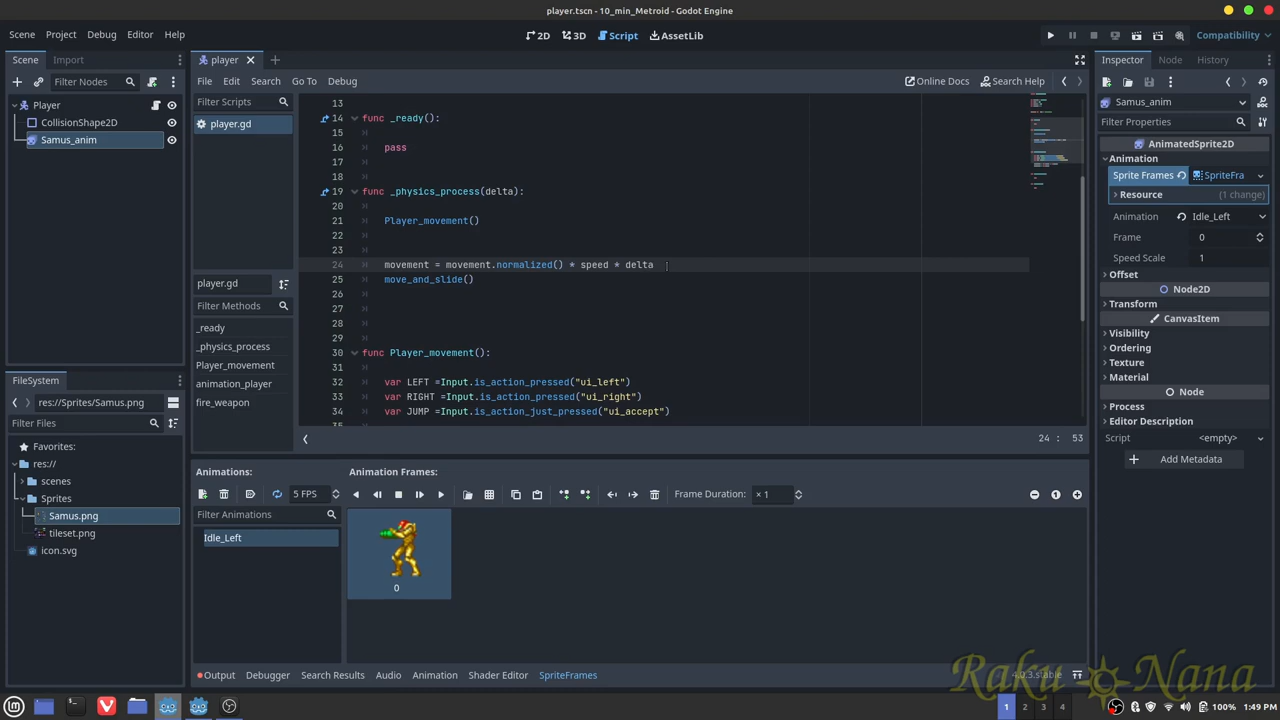 player.tscn - 10_min_Metroid - Godot Engine
Scene Project Debug Editor Help
2D 3D Script AssetLib
Compatibility
Scene Import
player
Inspector Node History
Filter Nodes
File Edit Search Go To Debug
Online Docs Search Help
Samus_anim
Player
CollisionShape2D
Samus_anim
Filter Scripts
player.gd
player.gd
Filter Methods
_ready
_physics_process
Player_movement
animation_player
fire_weapon
13
14 func _ready():
15
16 pass
17
18
19 func _physics_process(delta):
20
21 Player_movement()
22
23
24 movement = movement.normalized() * speed * delta
25 move_and_slide()
26
27
28
29
30 func Player_movement():
31
32 var LEFT =Input.is_action_pressed("ui_left")
33 var RIGHT =Input.is_action_pressed("ui_right")
34 var JUMP =Input.is_action_just_pressed("ui_accept")
35
24 : 53
Filter Properties
AnimatedSprite2D
Animation
Sprite Frames SpriteFra
Resource (1 change)
Animation Idle_Left
Frame 0
Speed Scale 1
Offset
Node2D
Transform
CanvasItem
Visibility
Ordering
Texture
Material
Node
Process
Editor Description
Script <empty>
Add Metadata
FileSystem
res://Sprites/Samus.png
Filter Files
Favorites:
res://
scenes
Sprites
Samus.png
tileset.png
icon.svg
Animations:
5 FPS
Filter Animations
Idle_Left
Animation Frames:
Frame Duration: × 1
0
Output Debugger Search Results Audio Animation Shader Editor SpriteFrames
4.0.3.stable
Raku Nana
1 2 3 4
100% 1:49 PM